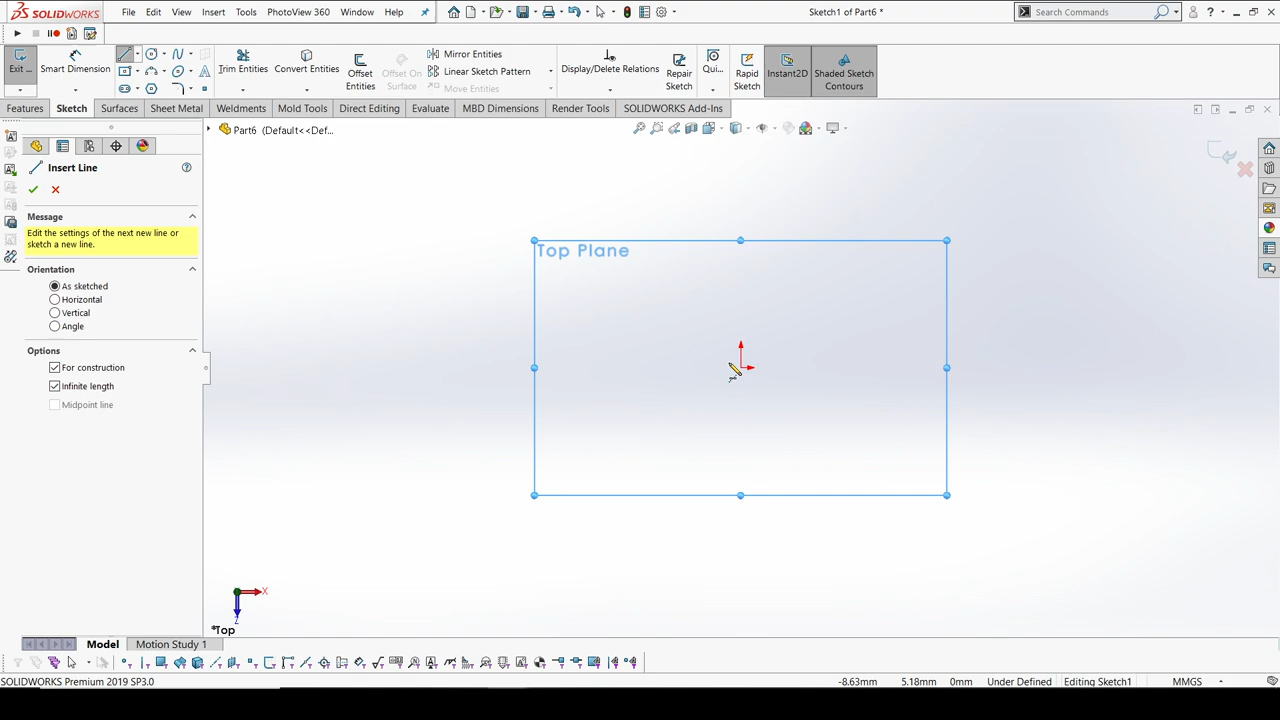 SOLIDWORKS File Edit View Insert Tools PhotoView 360 Window Help Sketch1 of Part6 * Search Commands
Exit ... Smart Dimension Trim Entities Convert Entities Offset Entities Offset On Surface Mirror Entities Linear Sketch Pattern Move Entities Display/Delete Relations Repair Sketch Qui... Rapid Sketch Instant2D Shaded Sketch Contours
Features Sketch Surfaces Sheet Metal Weldments Mold Tools Direct Editing Evaluate MBD Dimensions Render Tools SOLIDWORKS Add-Ins
Part6 (Default<<Def...
Insert Line
Message
Edit the settings of the next new line or
sketch a new line.
Orientation
As sketched
Horizontal
Vertical
Angle
Options
For construction
Infinite length
Midpoint line
Top Plane
X
Z
*Top
Model Motion Study 1
SOLIDWORKS Premium 2019 SP3.0 -8.63mm 5.18mm 0mm Under Defined Editing Sketch1 MMGS